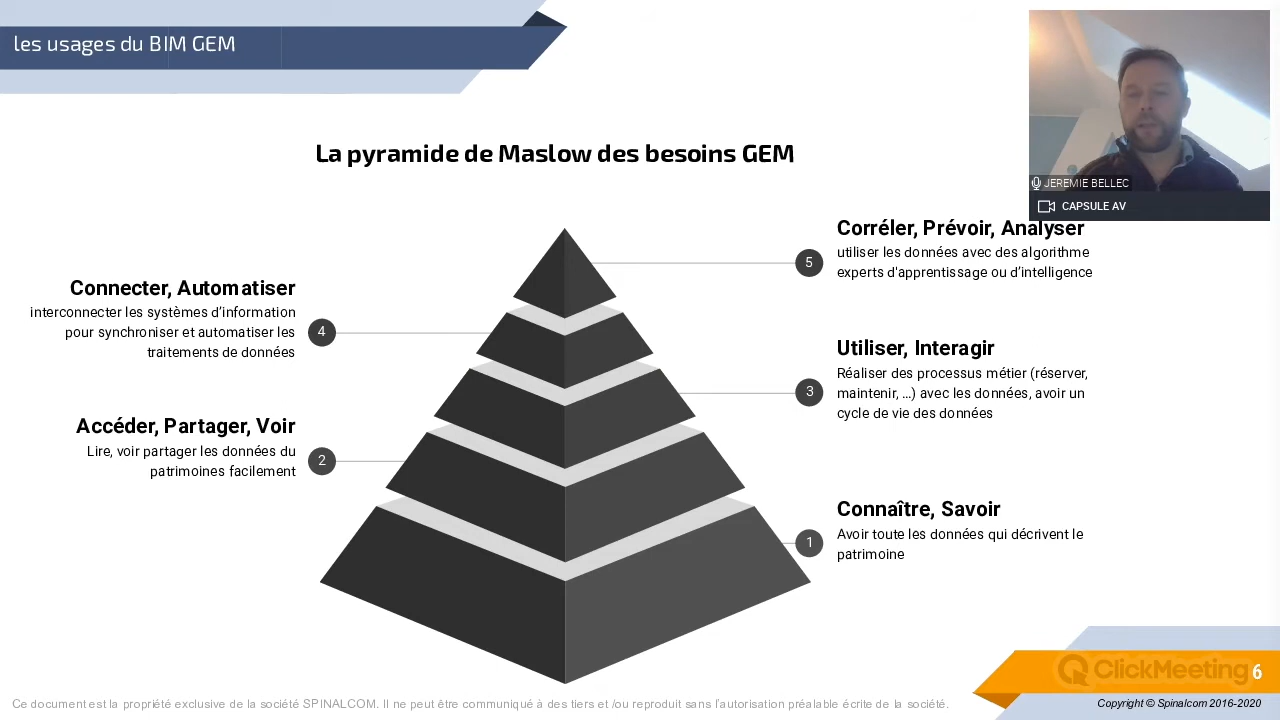 les usages du BIM GEM
JEREMIE BELLEC
CAPSULE AV
La pyramide de Maslow des besoins GEM
Corréler, Prévoir, Analyser
utiliser les données avec des algorithme
experts d'apprentissage ou d’intelligence
5
Connecter, Automatiser
interconnecter les systèmes d’information
pour synchroniser et automatiser les
traitements de données
4
Utiliser, Interagir
Réaliser des processus métier (réserver,
maintenir, ...) avec les données, avoir un
cycle de vie des données
3
Accéder, Partager, Voir
Lire, voir partager les données du
patrimoines facilement
2
Connaître, Savoir
Avoir toute les données qui décrivent le
patrimoine
1
ClickMeeting
6
Ce document est la propriété exclusive de la société SPINALCOM. Il ne peut être communiqué à des tiers et /ou reproduit sans l’autorisation préalable écrite de la société.
Copyright © Spinalcom 2016-2020